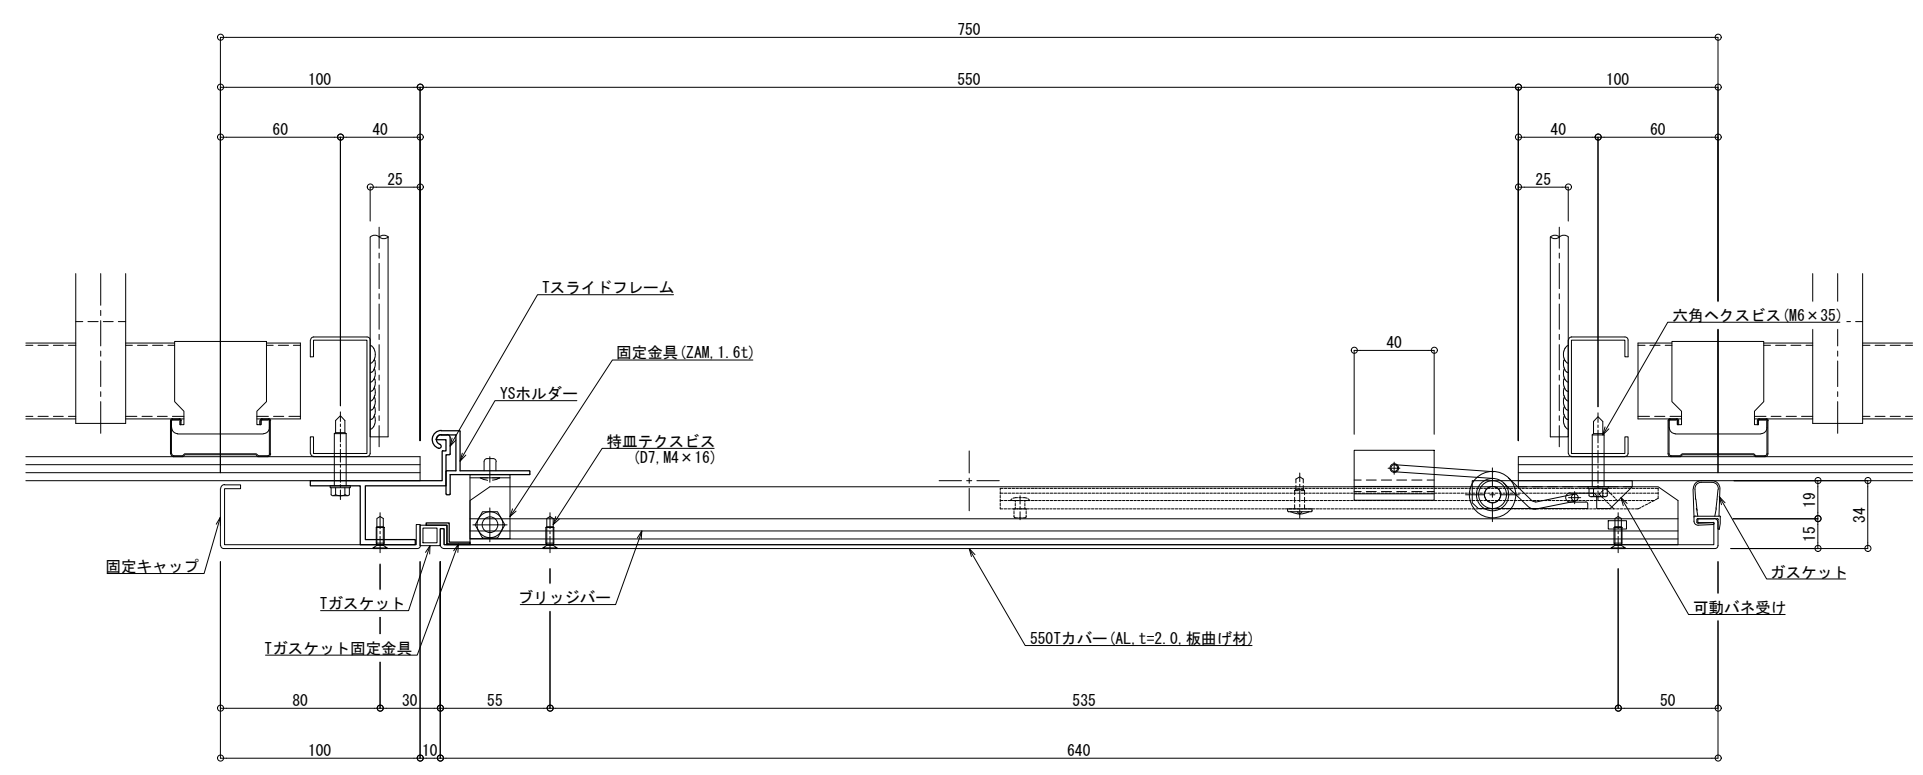 750
100
550
100
60
40
40
60
25
25
Tスライドフレーム
六角ヘクスビス(M6×35)
固定金具(ZAM,1.6t)
40
YSホルダー
特皿テクスビス
(D7,M4×16)
19
34
15
固定キャップ
ガスケット
Tガスケット
ブリッジバー
可動バネ受け
Tガスケット固定金具
550Tカバー(AL,t=2.0,板曲げ材)
80
30
55
535
50
100
10
640